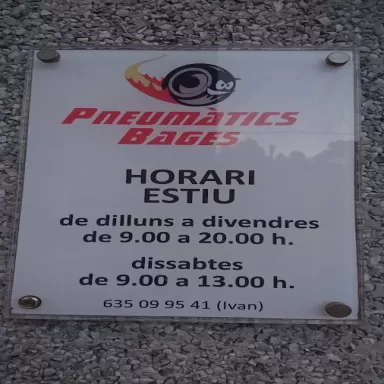 PNEUMÀTICS
BAGES
HORARI
ESTIU
de dilluns a divendres
de 9.00 a 20.00 h.
dissabtes
de 9.00 a 13.00 h.
635 09 95 41 (Ivan)